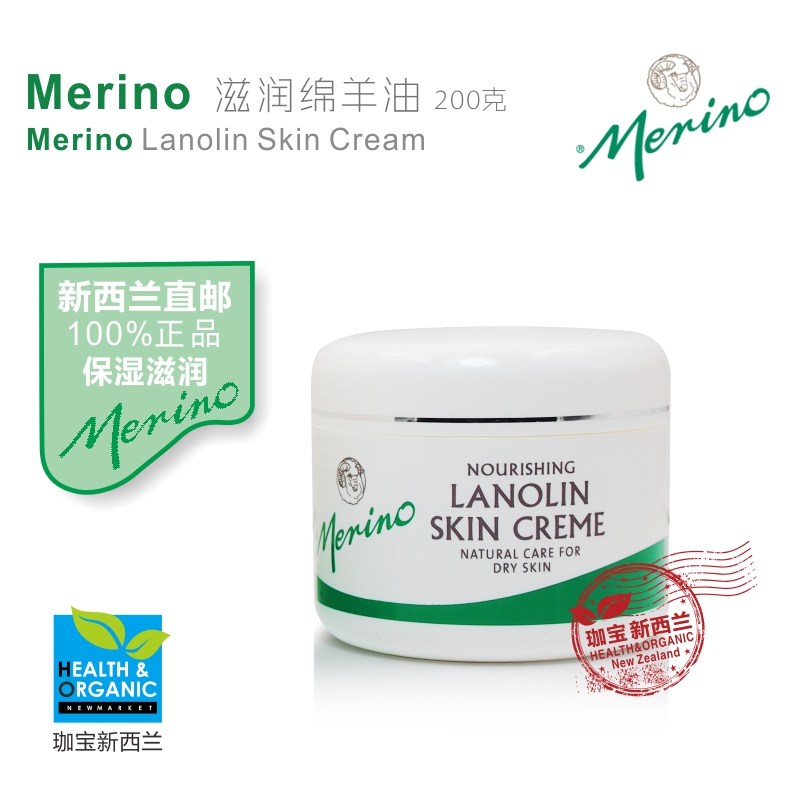 Merino 滋润绵羊油 200克
Merino Lanolin Skin Cream
® Merino
新西兰直邮
100%正品
保湿滋润
Merino
NOURISHING
LANOLIN
SKIN CREME
NATURAL CARE FOR
DRY SKIN
Merino
珈宝新西兰
HEALTH&ORGANIC
New Zealand
HEALTH &
ORGANIC
NEWMARKET
珈宝新西兰